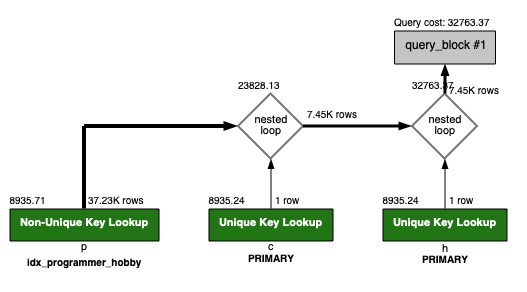 Query cost: 32763.37
query_block #1
23828.13
32763.37
7.45K rows
nested
loop
7.45K rows
nested
loop
8935.71
37.23K rows
8935.24
1 row
8935.24
1 row
Non-Unique Key Lookup
Unique Key Lookup
Unique Key Lookup
p
c
h
idx_programmer_hobby
PRIMARY
PRIMARY